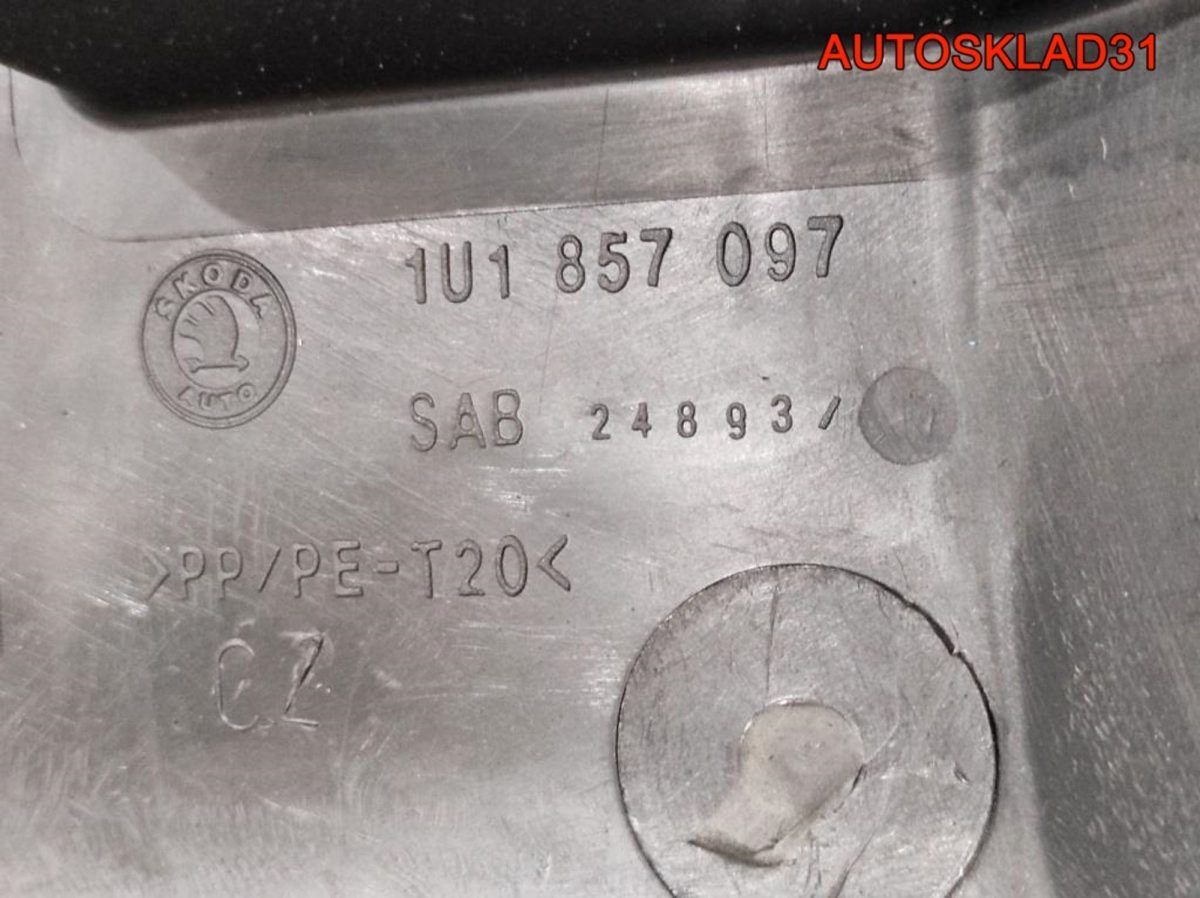 AUTOSKLAD31
1U1 857 097
SKODA
AUTO
SAB 24893/
>PP/PE-T20<
CZ